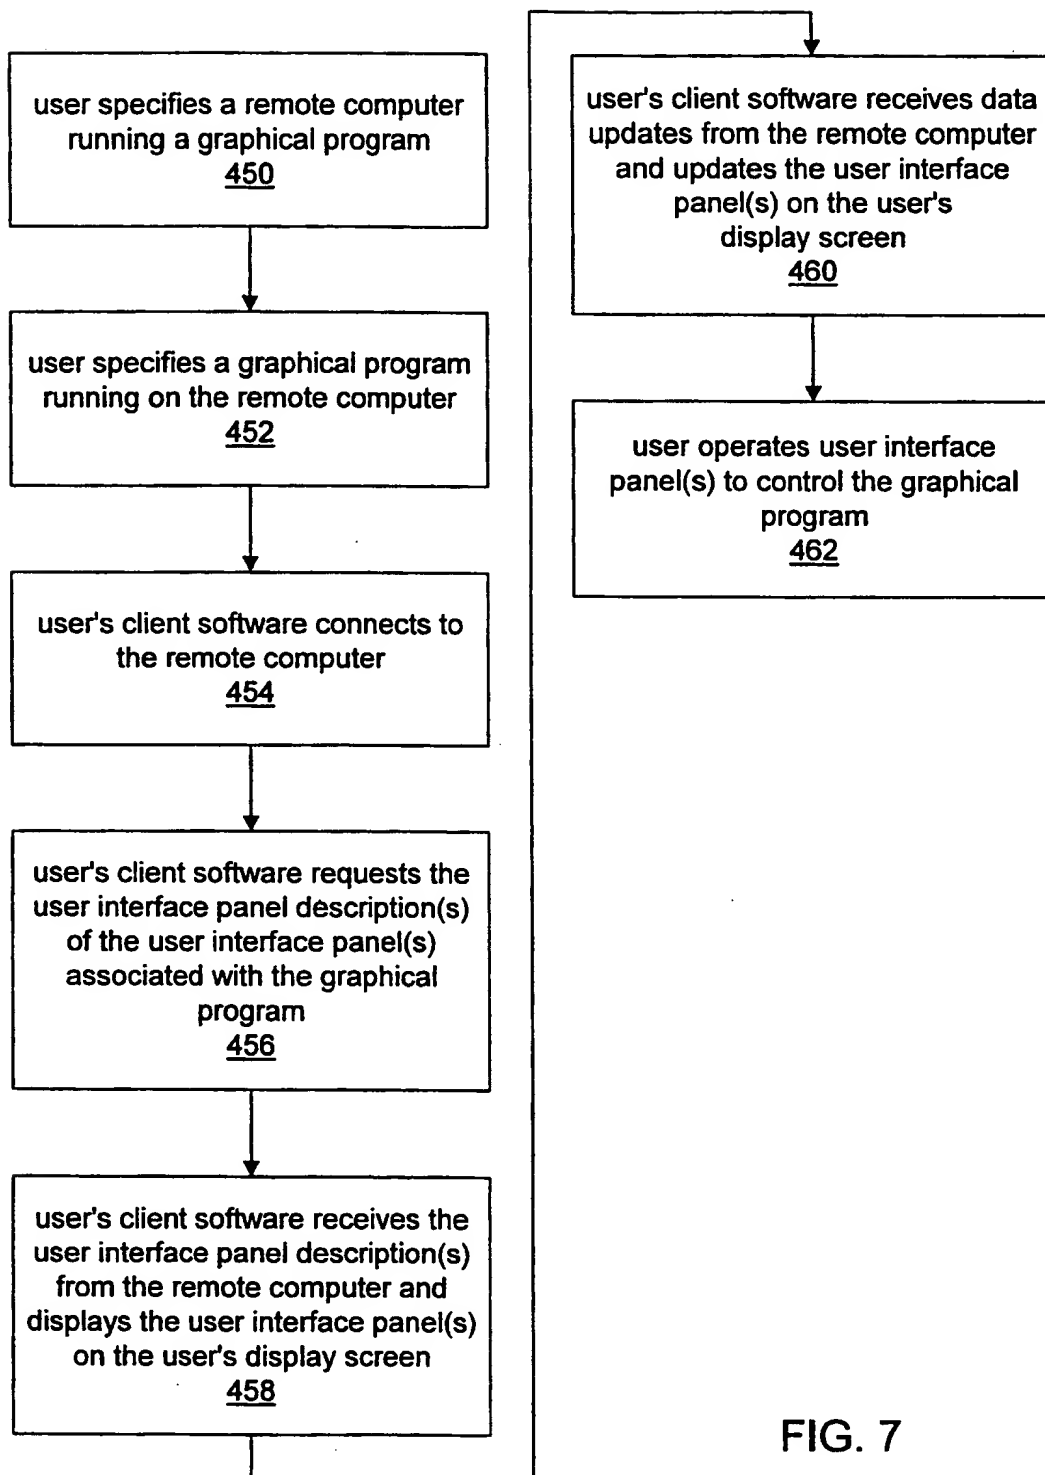 user specifies a remote computer
running a graphical program
450
user specifies a graphical program
running on the remote computer
452
user's client software connects to
the remote computer
454
user's client software requests the
user interface panel description(s)
of the user interface panel(s)
associated with the graphical
program
456
user's client software receives the
user interface panel description(s)
from the remote computer and
displays the user interface panel(s)
on the user's display screen
458
user's client software receives data
updates from the remote computer
and updates the user interface
panel(s) on the user's
display screen
460
user operates user interface
panel(s) to control the graphical
program
462
FIG. 7